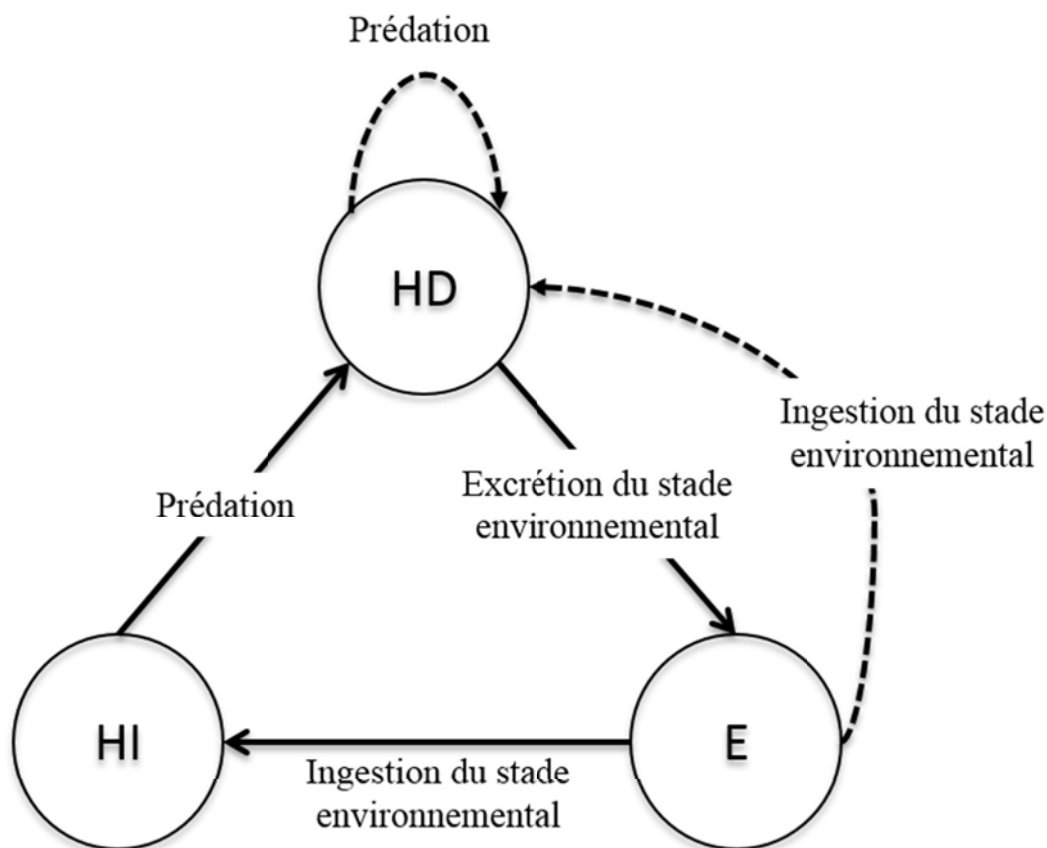 Prédation
HD
Ingestion du stade
environnemental
Excrétion du stade
environnemental
Prédation
HI
E
Ingestion du stade
environnemental